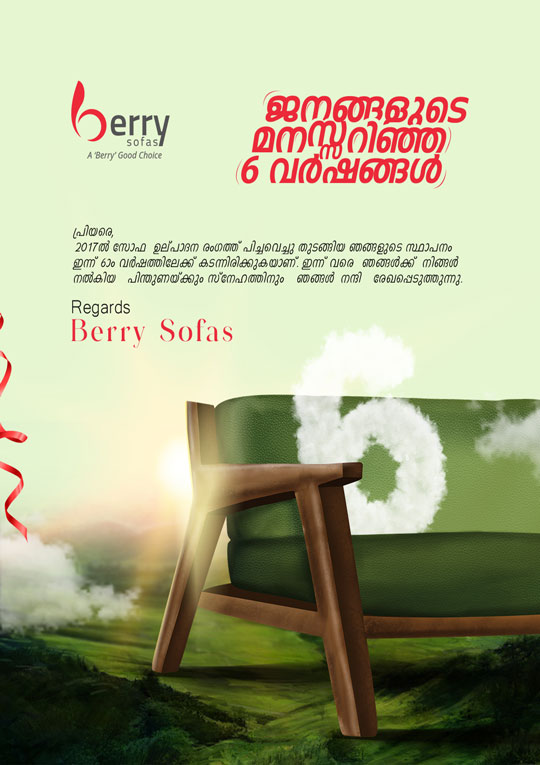 berry
sofas
A 'Berry' Good Choice
ജനങ്ങളുടെ
മനസ്സറിഞ്ഞ
6 വർഷങ്ങൾ
പ്രിയരെ,
2017ൽ സോഫ ഉല്പാദന രംഗത്ത് പിച്ചവെച്ചു തുടങ്ങിയ ഞങ്ങളുടെ സ്ഥാപനം
ഇന്ന് 6ാം വർഷത്തിലേക്ക് കടന്നിരിക്കുകയാണ്. ഇന്ന് വരെ ഞങ്ങൾക്ക് നിങ്ങൾ
നൽകിയ പിന്തുണയ്ക്കും സ്നേഹത്തിനും ഞങ്ങൾ നന്ദി രേഖപ്പെടുത്തുന്നു.
Regards
Berry Sofas
6